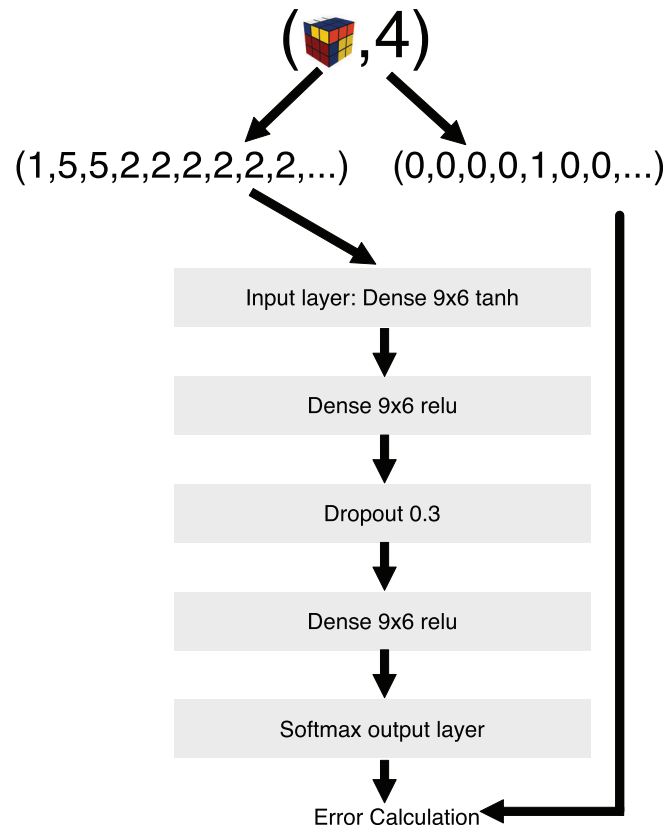 ( ,4)
(1,5,5,2,2,2,2,2,2,...) (0,0,0,0,1,0,0,...)
Input layer: Dense 9x6 tanh
Dense 9x6 relu
Dropout 0.3
Dense 9x6 relu
Softmax output layer
Error Calculation